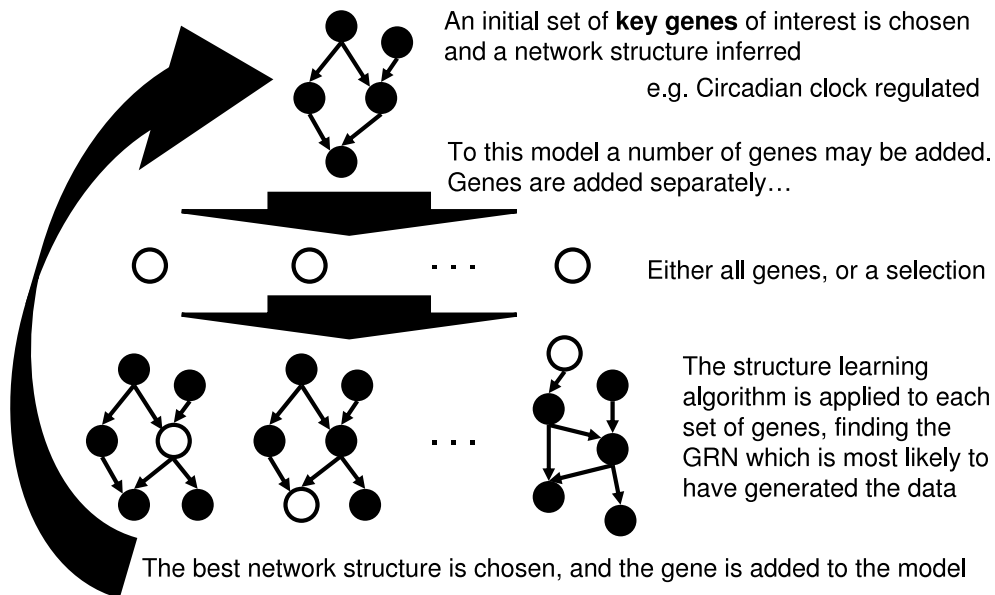 An initial set of key genes of interest is chosen
and a network structure inferred
e.g. Circadian clock regulated
To this model a number of genes may be added.
Genes are added separately…
Either all genes, or a selection
The structure learning
algorithm is applied to each
set of genes, finding the
GRN which is most likely to
have generated the data
The best network structure is chosen, and the gene is added to the model